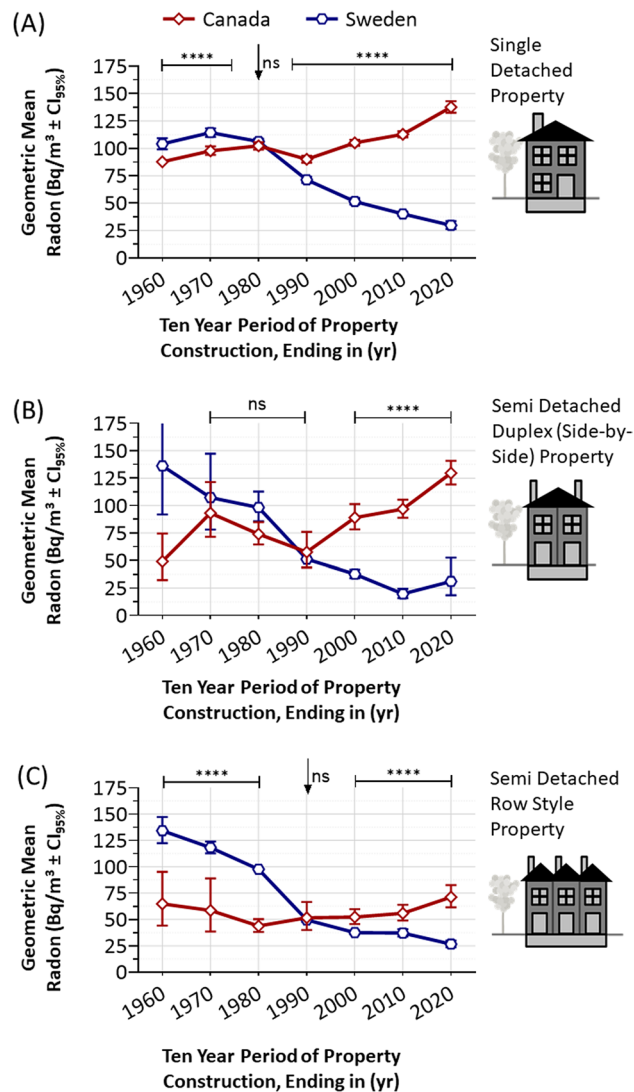 (A)
Canada
Sweden
****
ns
****
Single
Detached
Property
Geometric Mean
Radon (Bq/m³ ± CI95%)
175
150
125
100
75
50
25
0
1960
1970
1980
1990
2000
2010
2020
Ten Year Period of Property
Construction, Ending in (yr)
(B)
ns
****
Semi Detached
Duplex (Side-by-
Side) Property
Geometric Mean
Radon (Bq/m³ ± CI95%)
175
150
125
100
75
50
25
0
1960
1970
1980
1990
2000
2010
2020
Ten Year Period of Property
Construction, Ending in (yr)
(C)
****
ns
****
Semi Detached
Row Style
Property
Geometric Mean
Radon (Bq/m³ ± CI95%)
175
150
125
100
75
50
25
0
1960
1970
1980
1990
2000
2010
2020
Ten Year Period of Property
Construction, Ending in (yr)